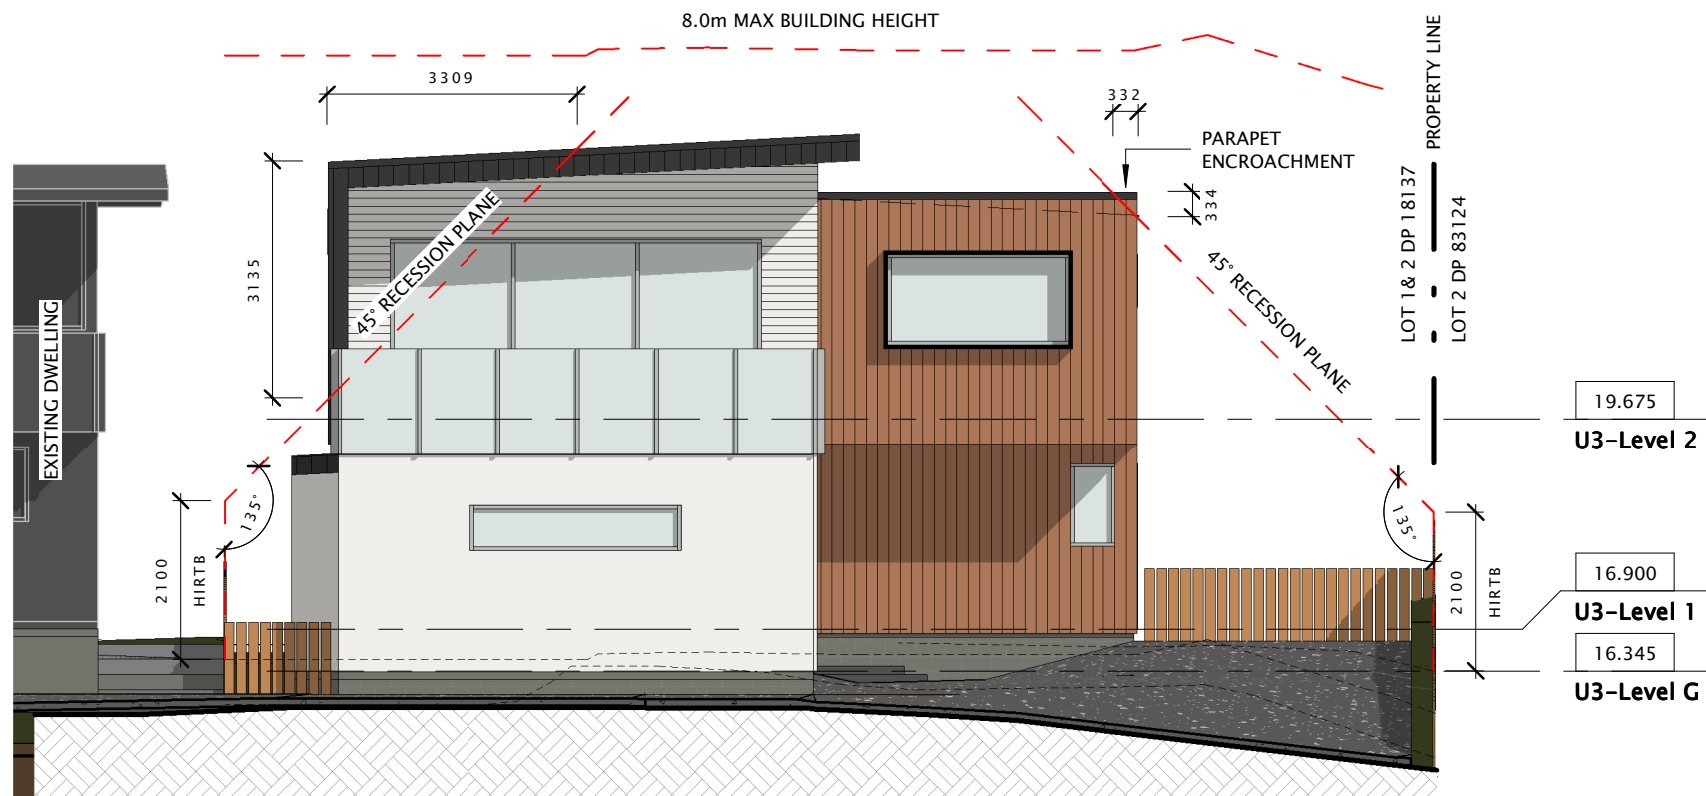 8.0m MAX BUILDING HEIGHT
3309
332
PARAPET
ENCROACHMENT
334
PROPERTY LINE
LOT 1& 2 DP 18137
LOT 2 DP 83124
3135
45° RECESSION PLANE
45° RECESSION PLANE
EXISTING DWELLING
135°
135°
2100
HIRTB
2100
HIRTB
19.675
U3-Level 2
16.900
U3-Level 1
16.345
U3-Level G